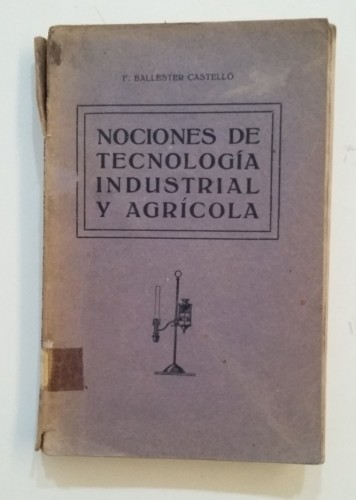 F. BALLESTER CASTELLÓ
NOCIONES DE
TECNOLOGÍA
INDUSTRIAL
Y AGRÍCOLA